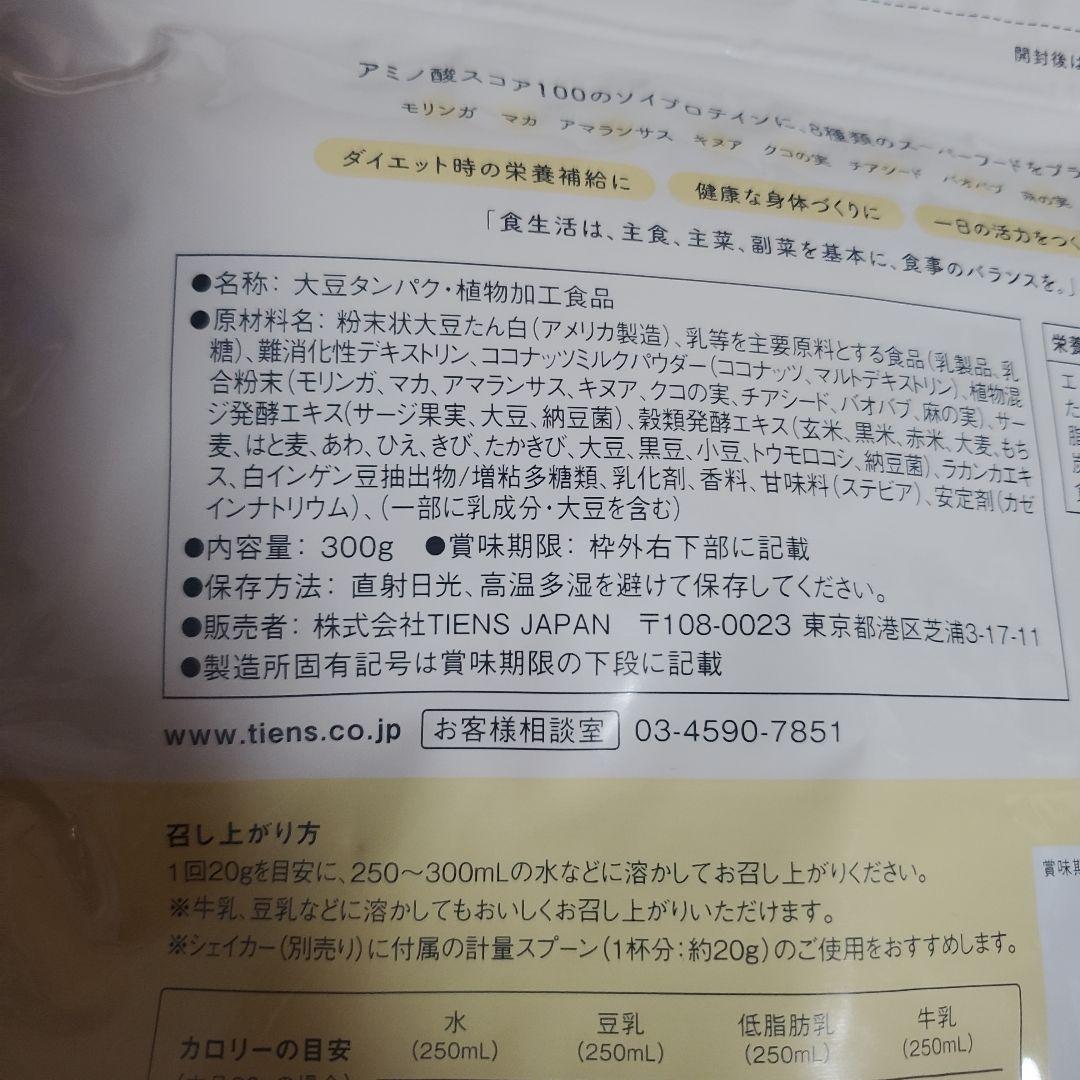 開封後は
アミノ酸スコア100のソイプロテインに、8種類のスーパーフードをブラ
モリンガ マカ アマランサス キヌア クコの実 チアシード バオバブ 麻の実
ダイエット時の栄養補給に 健康な身体づくりに 一日の活力をつく
「食生活は、主食、主菜、副菜を基本に、食事のバランスを。」
●名称：大豆タンパク・植物加工食品
●原材料名：粉末状大豆たん白（アメリカ製造）、乳等を主要原料とする食品（乳製品、乳
糖）、難消化性デキストリン、ココナッツミルクパウダー（ココナッツ、マルトデキストリン）、植物混
合粉末（モリンガ、マカ、アマランサス、キヌア、クコの実、チアシード、バオバブ、麻の実）、サー
ジ発酵エキス（サージ果実、大豆、納豆菌）、穀類発酵エキス（玄米、黒米、赤米、大麦、もち
麦、はと麦、あわ、ひえ、きび、たかきび、大豆、黒豆、小豆、トウモロコシ、納豆菌）、ラカンカエキ
ス、白インゲン豆抽出物/増粘多糖類、乳化剤、香料、甘味料（ステビア）、安定剤（カゼ
インナトリウム）、（一部に乳成分・大豆を含む）
●内容量：300g ●賞味期限：枠外右下部に記載
●保存方法：直射日光、高温多湿を避けて保存してください。
●販売者：株式会社TIENS JAPAN 〒108-0023 東京都港区芝浦3-17-11
●製造所固有記号は賞味期限の下段に記載
栄養
エ
た
脂
炭
www.tiens.co.jp お客様相談室 03-4590-7851
召し上がり方
1回20gを目安に、250～300mLの水などに溶かしてお召し上がりください。
※牛乳、豆乳などに溶かしてもおいしくお召し上がりいただけます。
※シェイカー（別売り）に付属の計量スプーン（1杯分：約20g）のご使用をおすすめします。
賞味期
カロリーの目安
水 豆乳 低脂肪乳 牛乳
(250mL) (250mL) (250mL) (250mL)